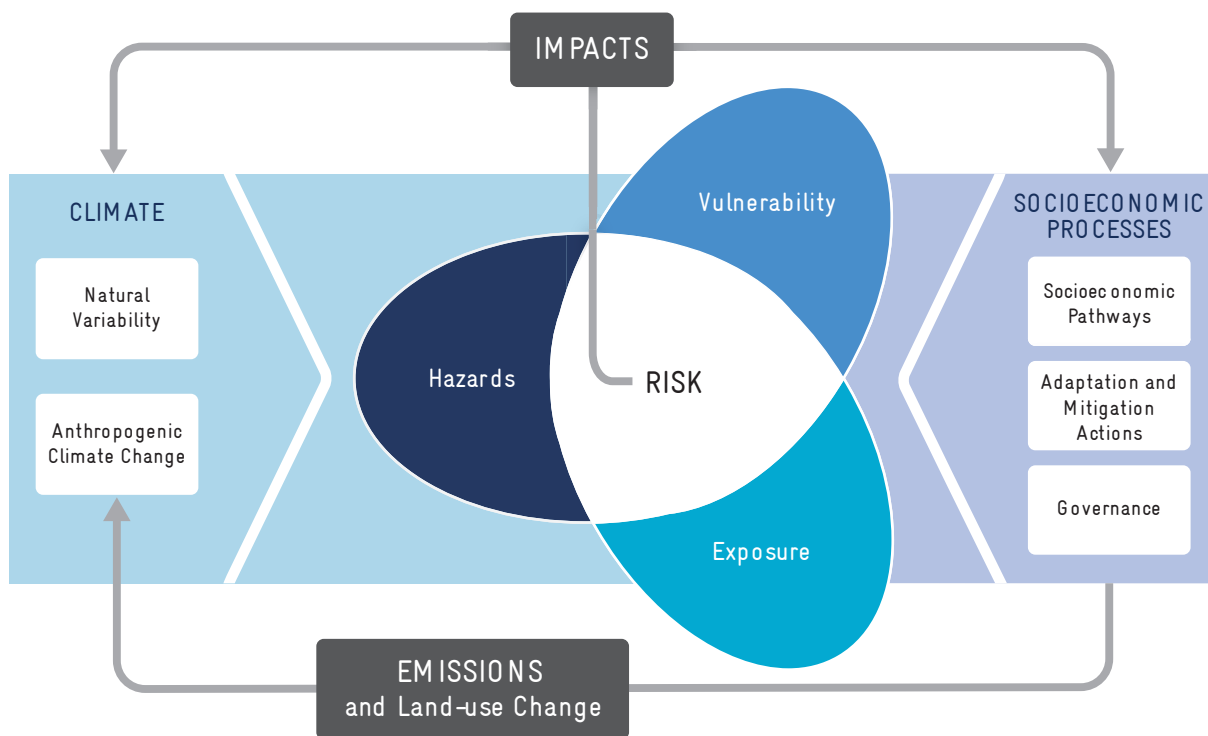 IMPACTS
CLIMATE
Natural
Variability
Anthropogenic
Climate Change
Hazards
Vulnerability
RISK
Exposure
SOCIOECONOMIC
PROCESSES
Socioeconomic
Pathways
Adaptation and
Mitigation
Actions
Governance
EMISSIONS
and Land-use Change